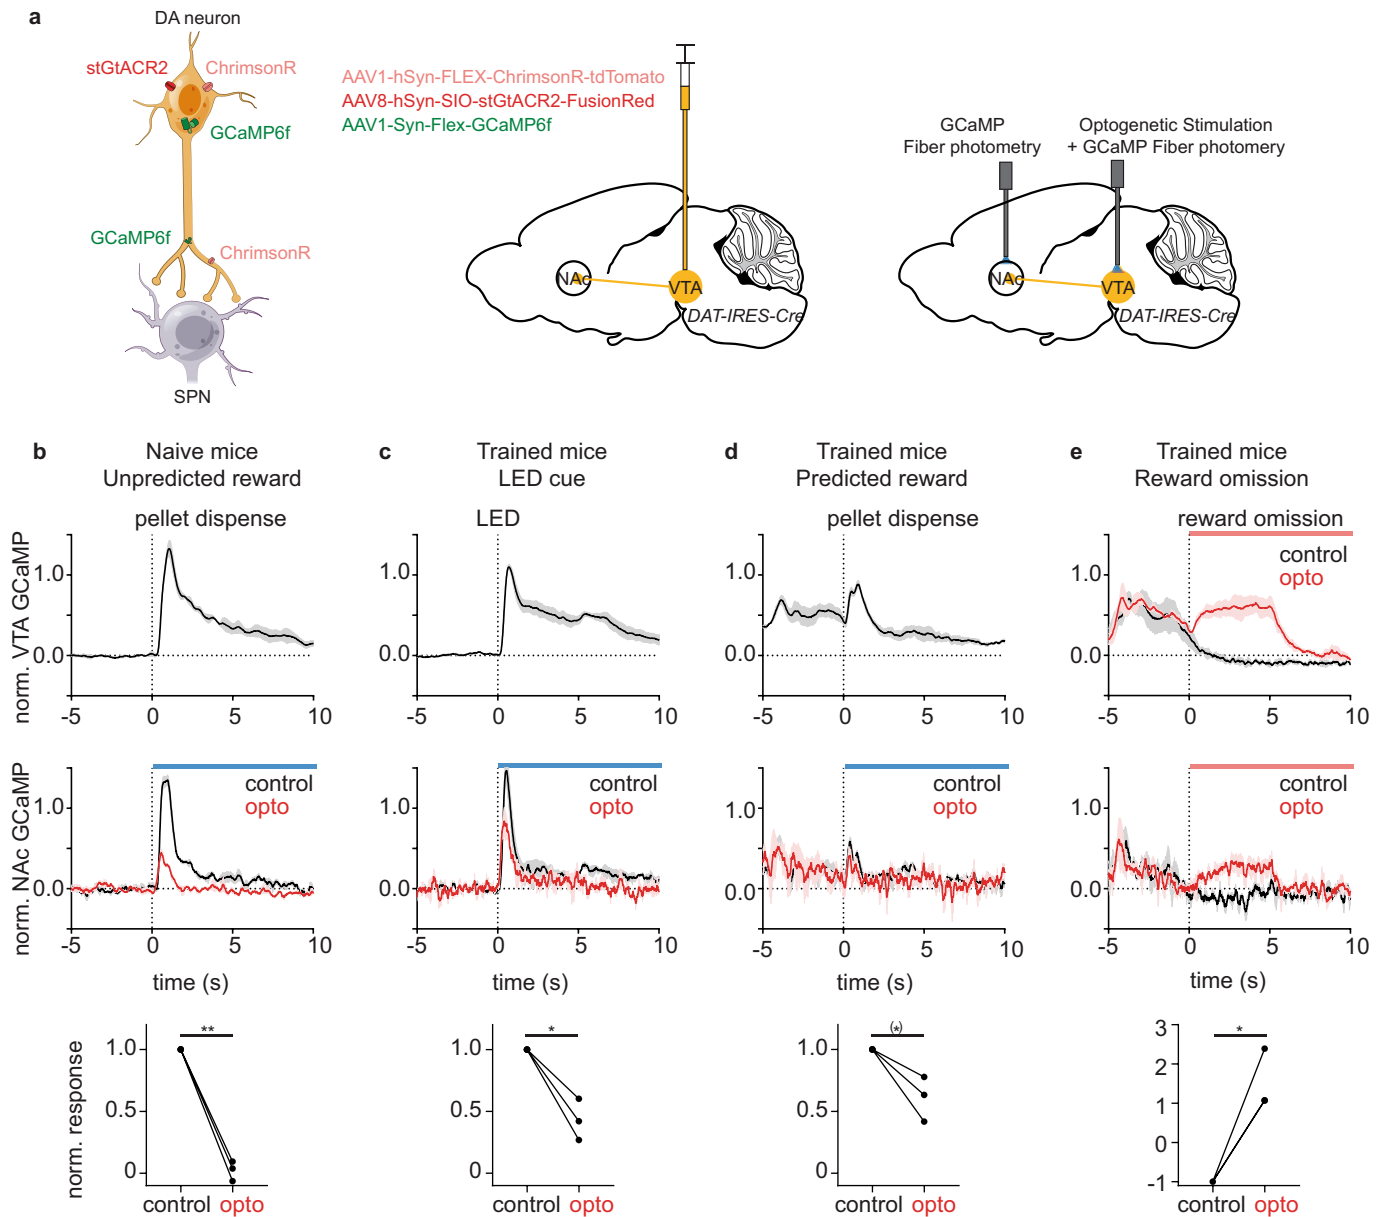 a
DA neuron
stGtACR2
ChrimsonR
GCaMP6f
GCaMP6f
ChrimsonR
SPN
AAV1-hSyn-FLEX-ChrimsonR-tdTomato
AAV8-hSyn-SIO-stGtACR2-FusionRed
AAV1-Syn-Flex-GCaMP6f
NAc
VTA
DAT-IRES-Cre
GCaMP
Fiber photometry
Optogenetic Stimulation
+ GCaMP Fiber photomery
NAc
VTA
DAT-IRES-Cre
b
Naive mice
Unpredicted reward
c
Trained mice
LED cue
d
Trained mice
Predicted reward
e
Trained mice
Reward omission
norm. VTA GCaMP
pellet dispense
1.0
0.0
-5 0 5 10
LED
1.0
0.0
-5 0 5 10
pellet dispense
1.0
0.0
-5 0 5 10
reward omission
control
opto
1.0
0.0
-5 0 5 10
norm. NAc GCaMP
control
opto
1.0
0.0
-5 0 5 10
time (s)
control
opto
1.0
0.0
-5 0 5 10
time (s)
control
opto
1.0
0.0
-5 0 5 10
time (s)
control
opto
1.0
0.0
-5 0 5 10
time (s)
norm. response
**
1.0
0.5
0
control opto
*
1.0
0.5
0
control opto
(*)
1.0
0.5
0
control opto
*
3
2
1
0
-1
control opto